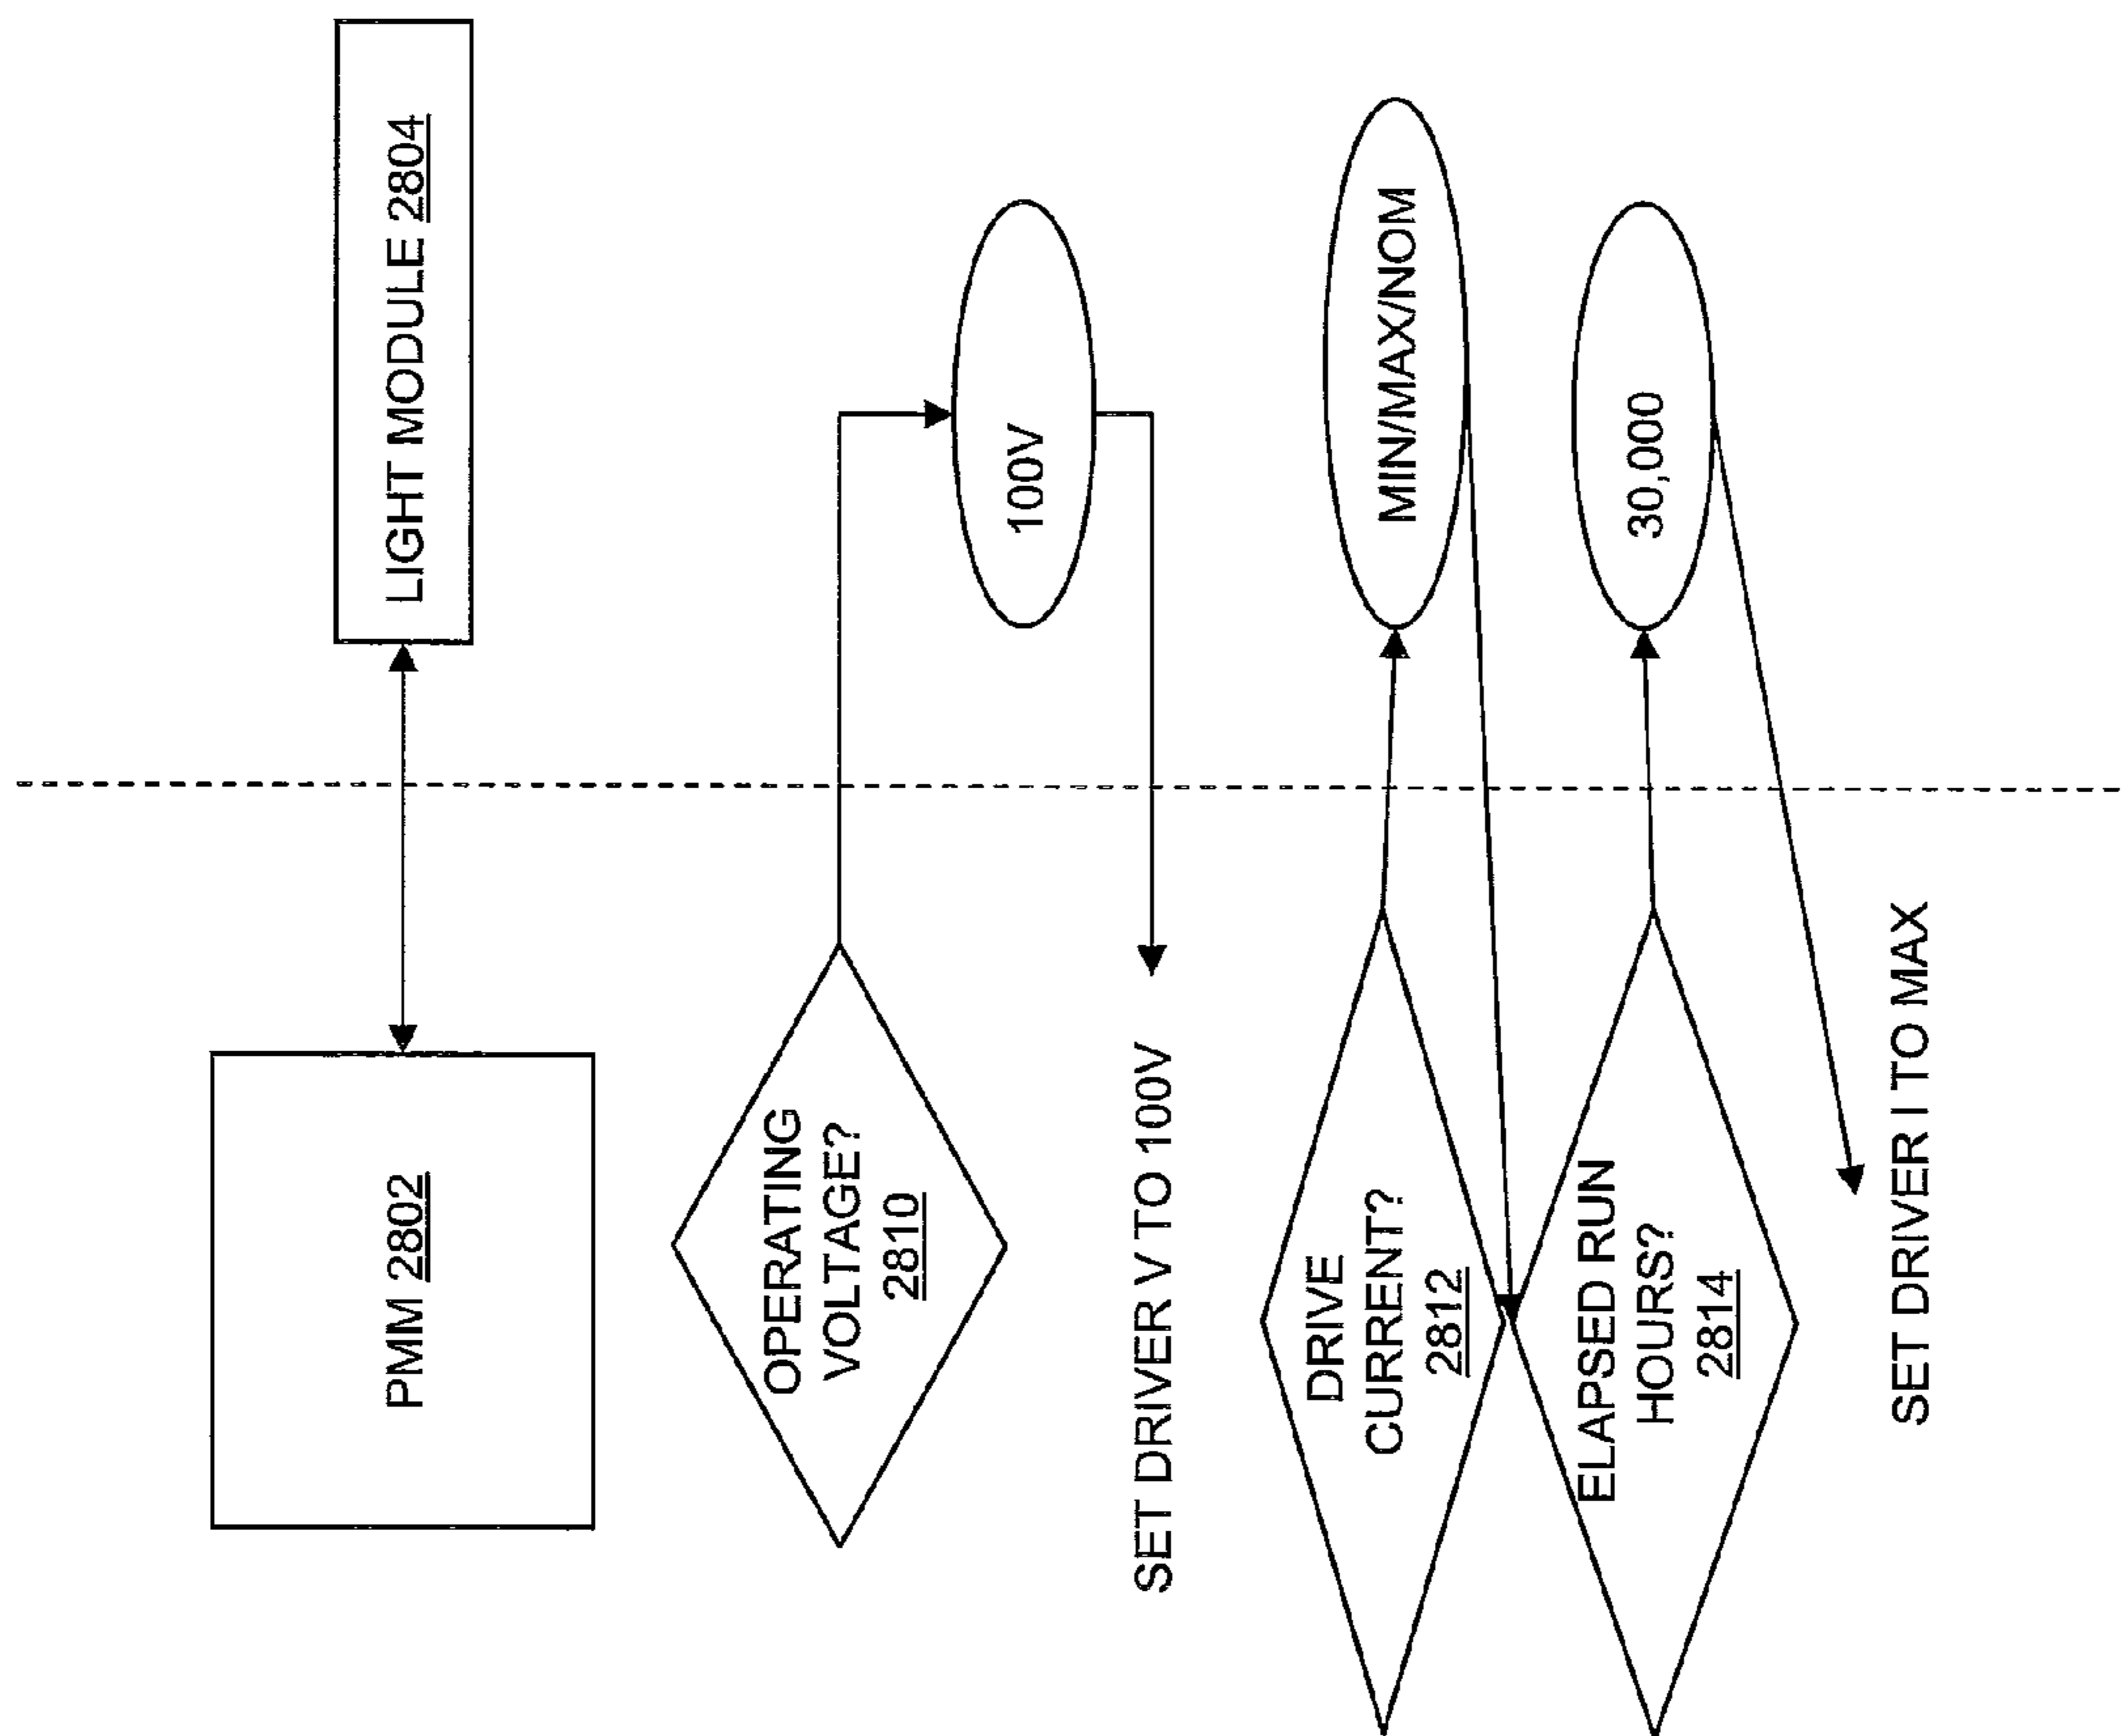 PMM 2802
LIGHT MODULE 2804
OPERATING
VOLTAGE?
2810
100V
SET DRIVER V TO 100V
DRIVE
CURRENT?
2812
MIN/MAX/NOM
ELAPSED RUN
HOURS?
2814
30,000
SET DRIVER I TO MAX